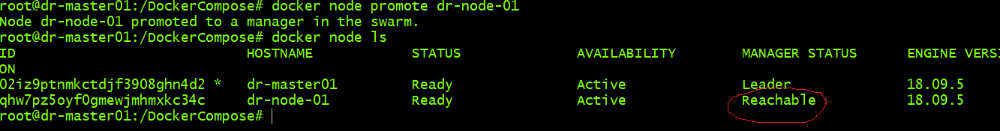 root@dr-master01:/DockerCompose# docker node promote dr-node-01
Node dr-node-01 promoted to a manager in the swarm.
root@dr-master01:/DockerCompose# docker node ls
ID HOSTNAME STATUS AVAILABILITY MANAGER STATUS ENGINE VERSI
ON
02iz9ptnmkctdjf3908ghn4d2 * dr-master01 Ready Active Leader 18.09.5
qhw7pz5oyf0gmewjmhmxkc34c dr-node-01 Ready Active Reachable 18.09.5
root@dr-master01:/DockerCompose#